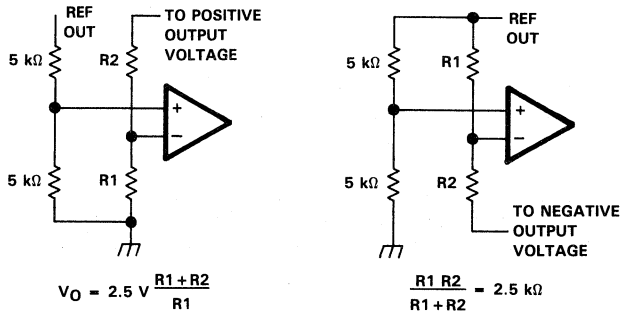 REF
OUT
TO POSITIVE
OUTPUT
VOLTAGE
5 kΩ
R2
+
−
5 kΩ
R1
V_O = 2.5 V (R1 + R2) / R1
REF
OUT
5 kΩ
R1
+
−
5 kΩ
R2
TO NEGATIVE
OUTPUT
VOLTAGE
R1 R2 / (R1 + R2) = 2.5 kΩ